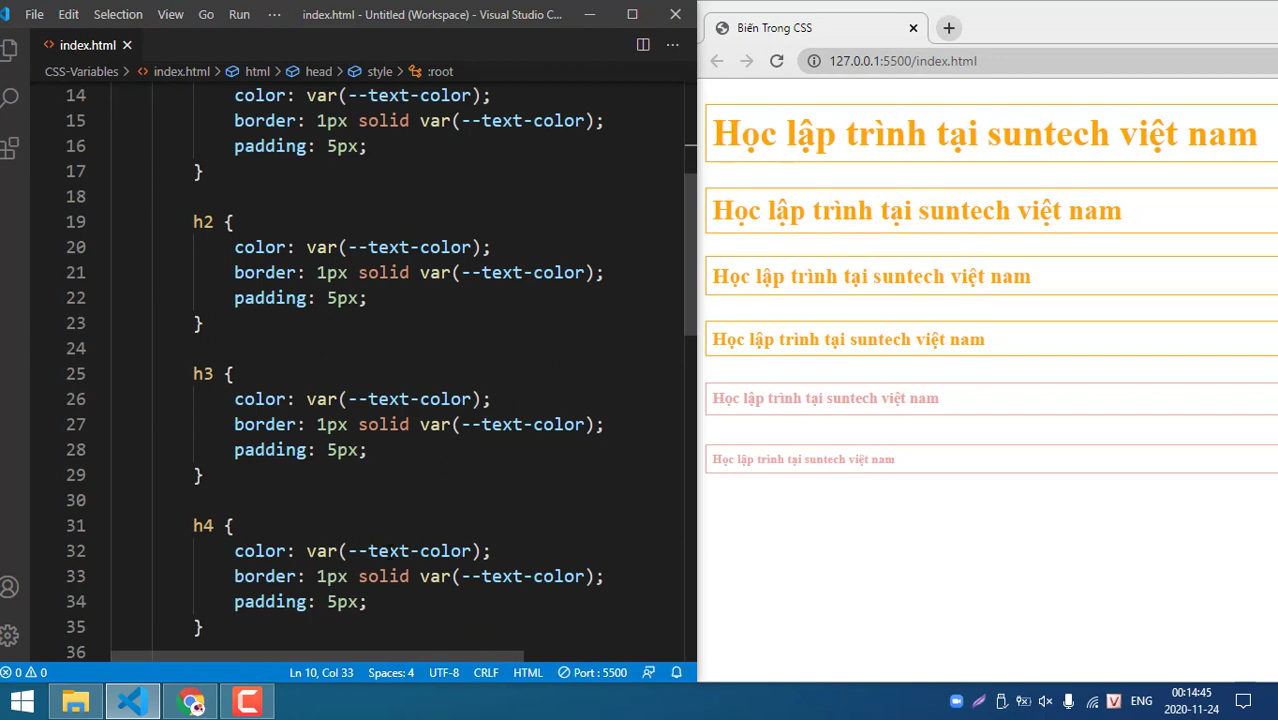 File Edit Selection View Go Run ··· index.html - Untitled (Workspace) - Visual Studio C...
index.html
CSS-Variables > index.html > html > head > style > :root
14 color: var(--text-color);
15 border: 1px solid var(--text-color);
16 padding: 5px;
17 }
18
19 h2 {
20 color: var(--text-color);
21 border: 1px solid var(--text-color);
22 padding: 5px;
23 }
24
25 h3 {
26 color: var(--text-color);
27 border: 1px solid var(--text-color);
28 padding: 5px;
29 }
30
31 h4 {
32 color: var(--text-color);
33 border: 1px solid var(--text-color);
34 padding: 5px;
35 }
36
0 0 Ln 10, Col 33 Spaces: 4 UTF-8 CRLF HTML Port : 5500
Biến Trong CSS
127.0.0.1:5500/index.html
Học lập trình tại suntech việt nam
Học lập trình tại suntech việt nam
Học lập trình tại suntech việt nam
Học lập trình tại suntech việt nam
Học lập trình tại suntech việt nam
Học lập trình tại suntech việt nam
V ENG
00:14:45
2020-11-24